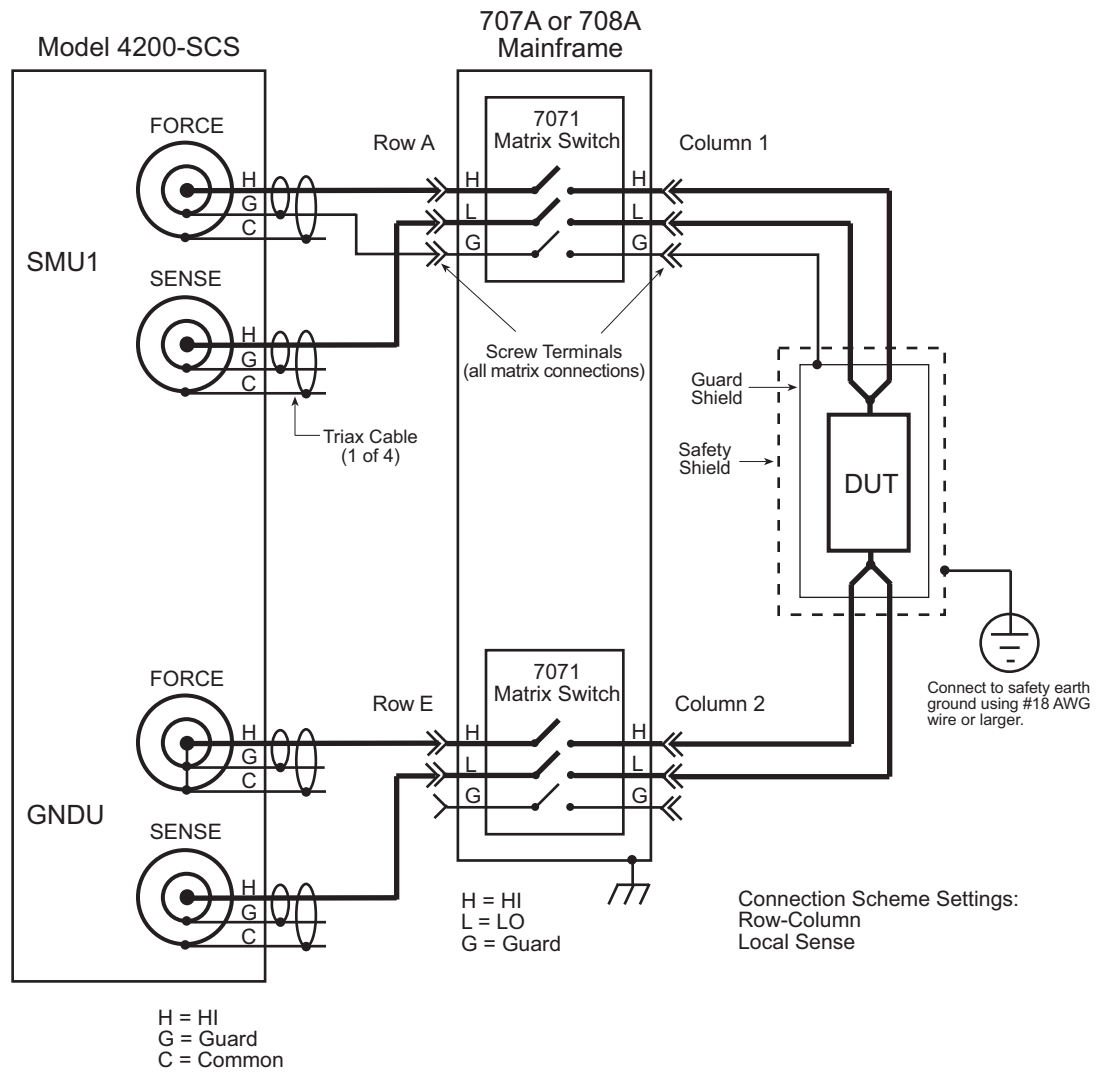 Model 4200-SCS
707A or 708A
Mainframe
FORCE
H
G
C
SMU1
SENSE
H
G
C
Triax Cable
(1 of 4)
Row A
7071
Matrix Switch
Column 1
H
L
G
H
L
G
Screw Terminals
(all matrix connections)
Guard
Shield
Safety
Shield
DUT
Connect to safety earth
ground using #18 AWG
wire or larger.
FORCE
H
G
C
GNDU
SENSE
H
G
C
Row E
7071
Matrix Switch
Column 2
H
L
G
H
L
G
H = HI
L = LO
G = Guard
Connection Scheme Settings:
Row-Column
Local Sense
H = HI
G = Guard
C = Common